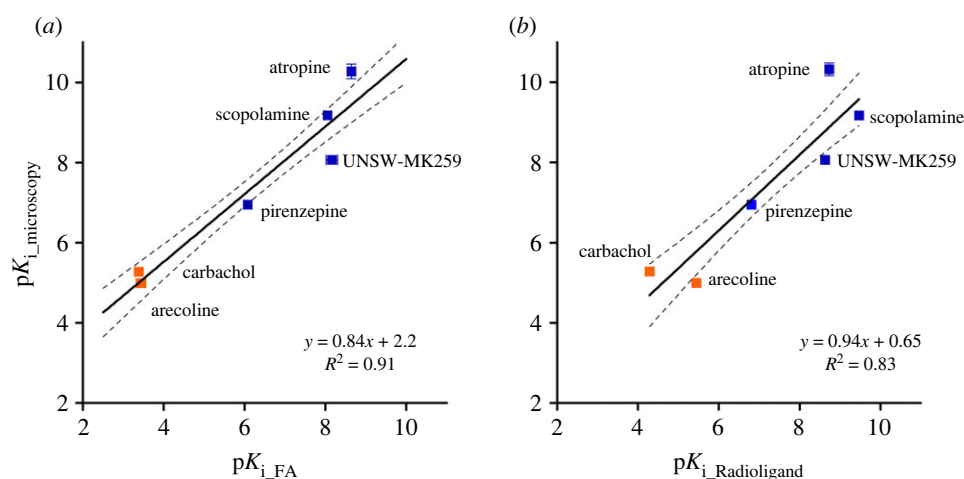 (a)
10
8
6
4
2
2 4 6 8 10
pKi_microscopy
pKi_FA
atropine
scopolamine
UNSW-MK259
pirenzepine
carbachol
arecoline
y = 0.84x + 2.2
R2 = 0.91
(b)
10
8
6
4
2
2 4 6 8 10
pKi_Radioligand
atropine
scopolamine
UNSW-MK259
pirenzepine
carbachol
arecoline
y = 0.94x + 0.65
R2 = 0.83